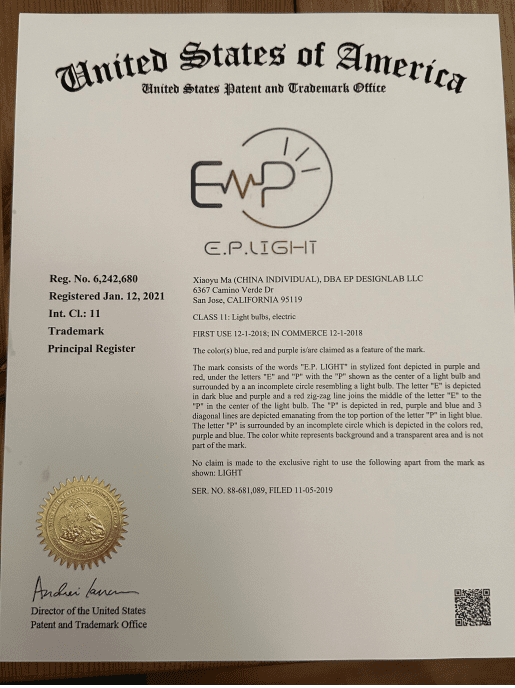 United States of America
United States Patent and Trademark Office
E P
E.P.LIGHT
Reg. No. 6,242,680
Registered Jan. 12, 2021
Int. Cl.: 11
Trademark
Principal Register
Xiaoyu Ma (CHINA INDIVIDUAL), DBA EP DESIGNLAB LLC
6367 Camino Verde Dr
San Jose, CALIFORNIA 95119
CLASS 11: Light bulbs, electric
FIRST USE 12-1-2018; IN COMMERCE 12-1-2018
The color(s) blue, red and purple is/are claimed as a feature of the mark.
The mark consists of the words "E.P. LIGHT" in stylized font depicted in purple and
red, under the letters "E" and "P" with the "P" shown as the center of a light bulb and
surrounded by a an incomplete circle resembling a light bulb. The letter "E" is depicted
in dark blue and purple and a red zig-zag line joins the middle of the letter "E" to the
"P" in the center of the light bulb. The "P" is depicted in red, purple and blue and 3
diagonal lines are depicted emanating from the top portion of the letter "P" in light blue.
The letter "P" is surrounded by an incomplete circle which is depicted in the colors red,
purple and blue. The color white represents background and a transparent area and is not
part of the mark.
No claim is made to the exclusive right to use the following apart from the mark as
shown: LIGHT
SER. NO. 88-681,089, FILED 11-05-2019
Director of the United States
Patent and Trademark Office